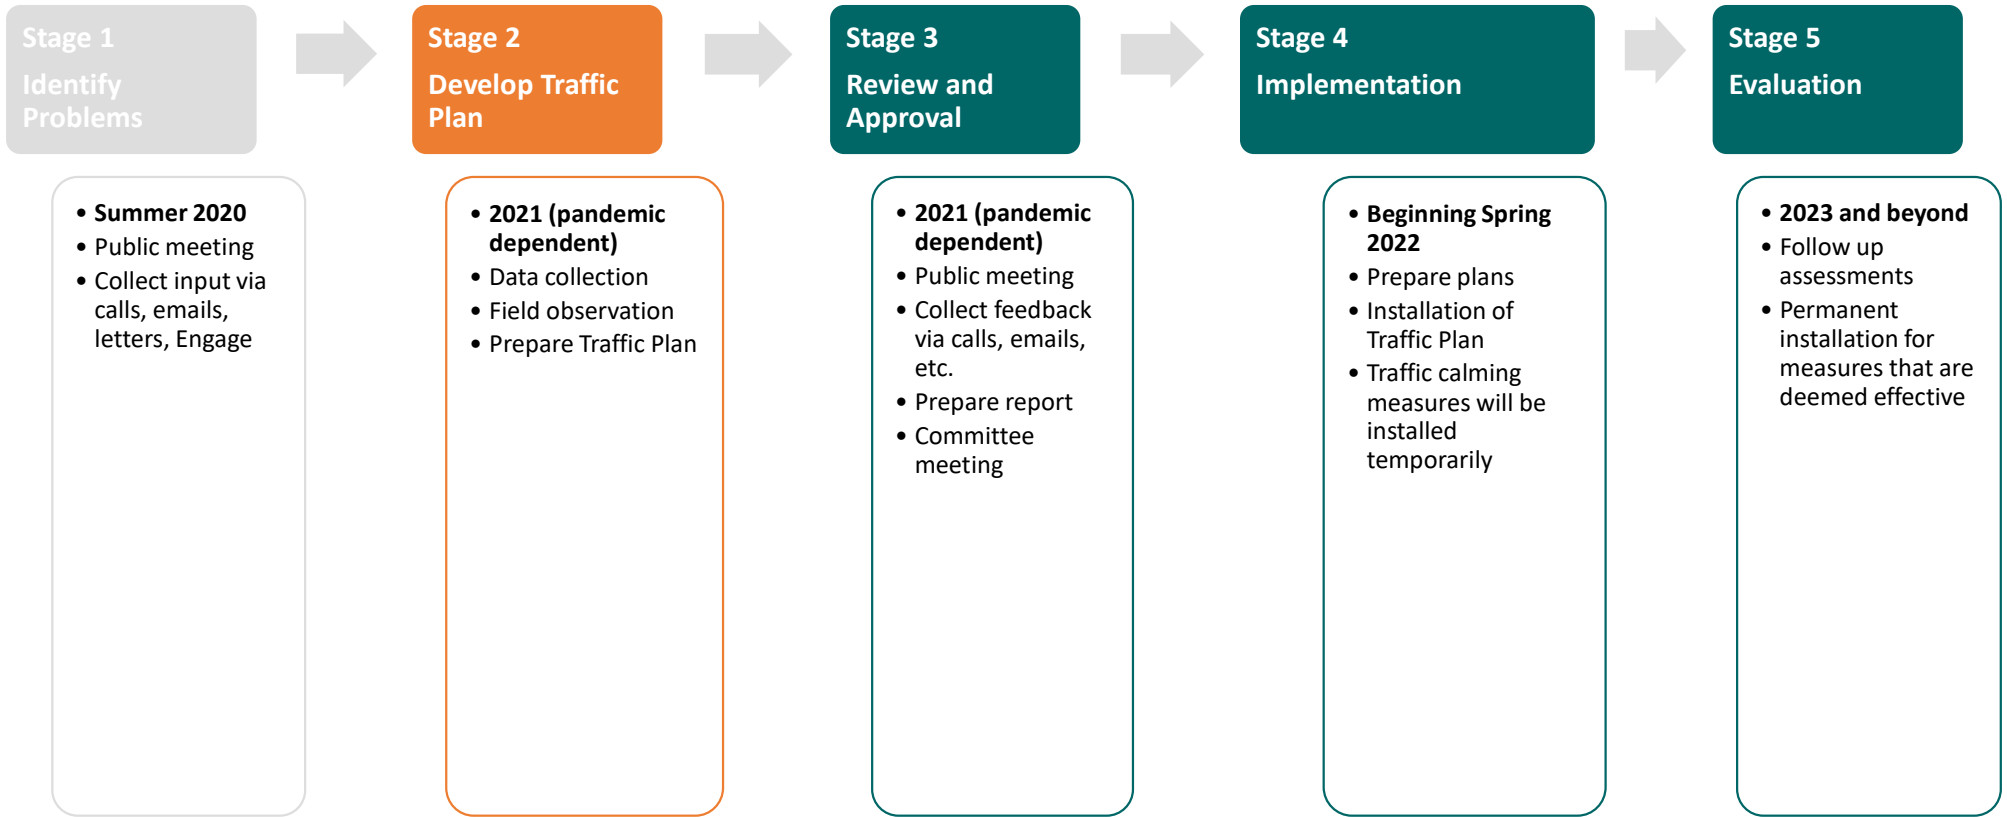 Stage 1
Identify
Problems
Stage 2
Develop Traffic
Plan
Stage 3
Review and
Approval
Stage 4
Implementation
Stage 5
Evaluation
• Summer 2020
• Public meeting
• Collect input via
calls, emails,
letters, Engage
• 2021 (pandemic
dependent)
• Data collection
• Field observation
• Prepare Traffic Plan
• 2021 (pandemic
dependent)
• Public meeting
• Collect feedback
via calls, emails,
etc.
• Prepare report
• Committee
meeting
• Beginning Spring
2022
• Prepare plans
• Installation of
Traffic Plan
• Traffic calming
measures will be
installed
temporarily
• 2023 and beyond
• Follow up
assessments
• Permanent
installation for
measures that are
deemed effective